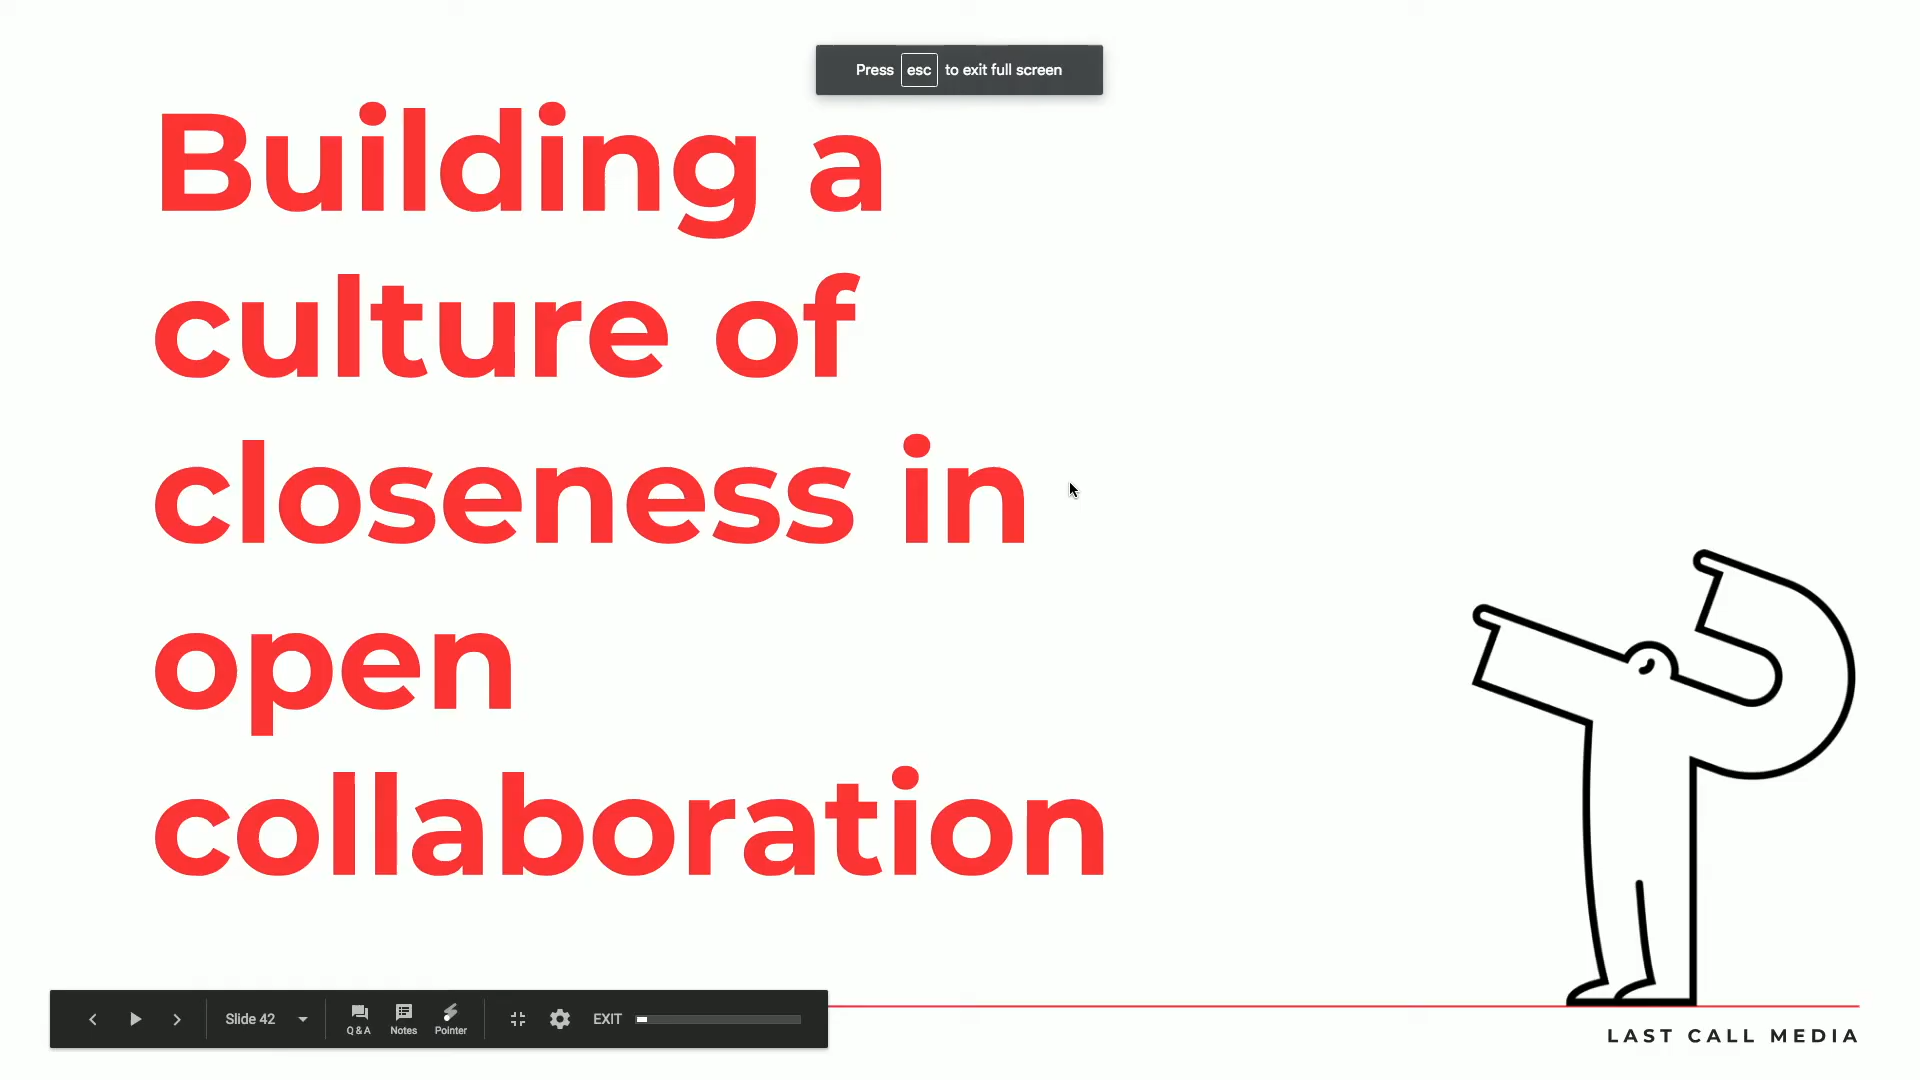 Press esc to exit full screen
Building a
culture of
closeness in
open
collaboration
Slide 42
Q & A
Notes
Pointer
EXIT
LAST CALL MEDIA